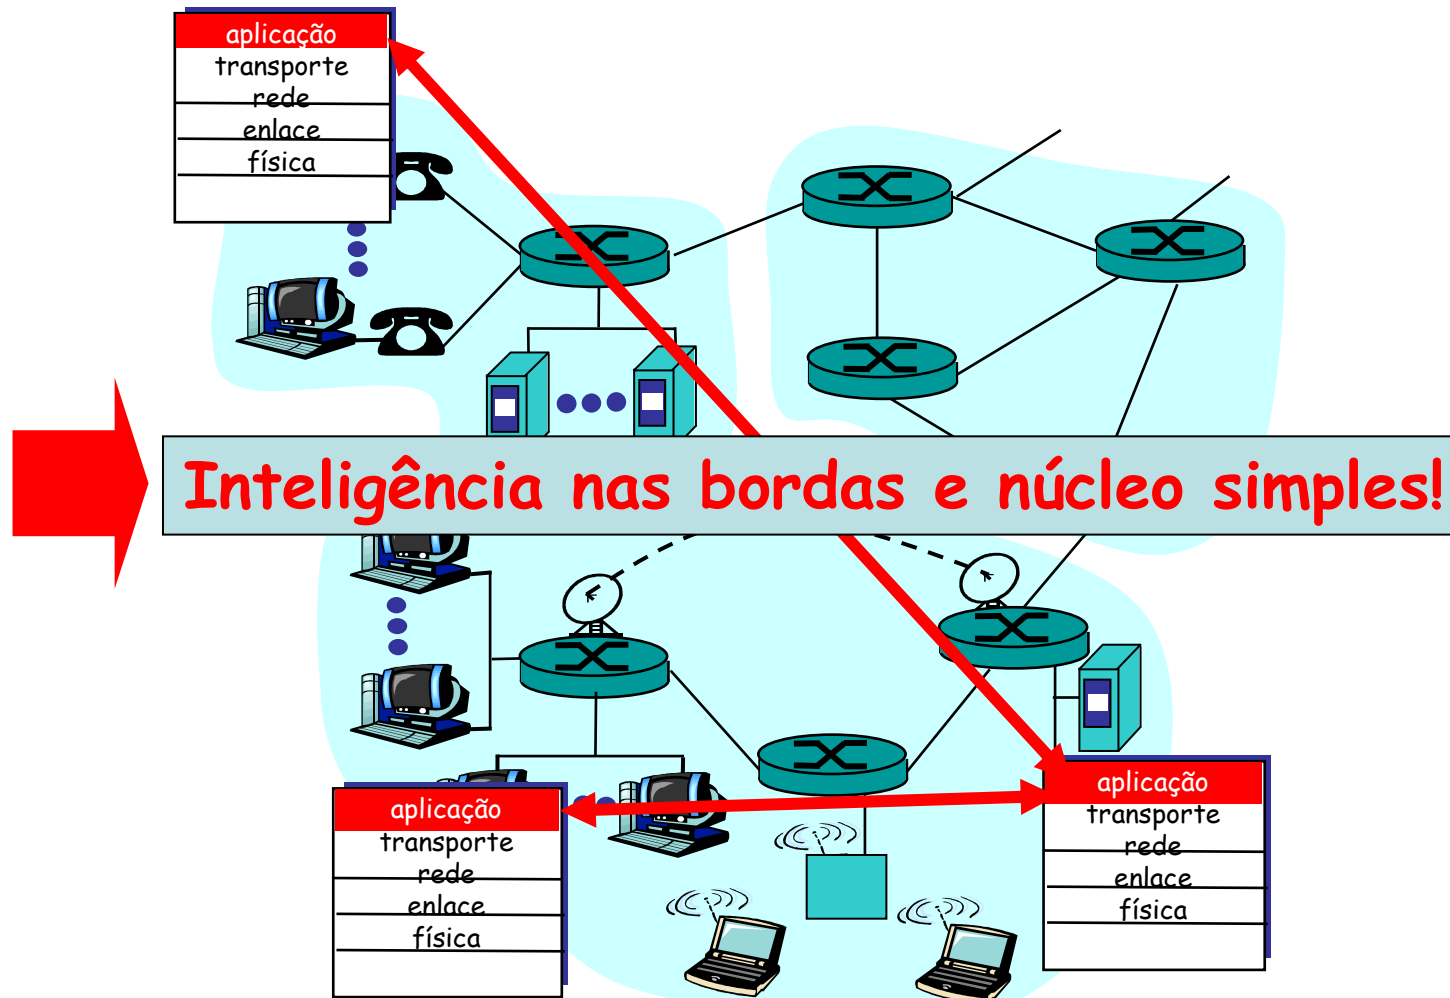 aplicação
transporte
rede
enlace
física
Inteligência nas bordas e núcleo simples!
aplicação
transporte
rede
enlace
física
aplicação
transporte
rede
enlace
física